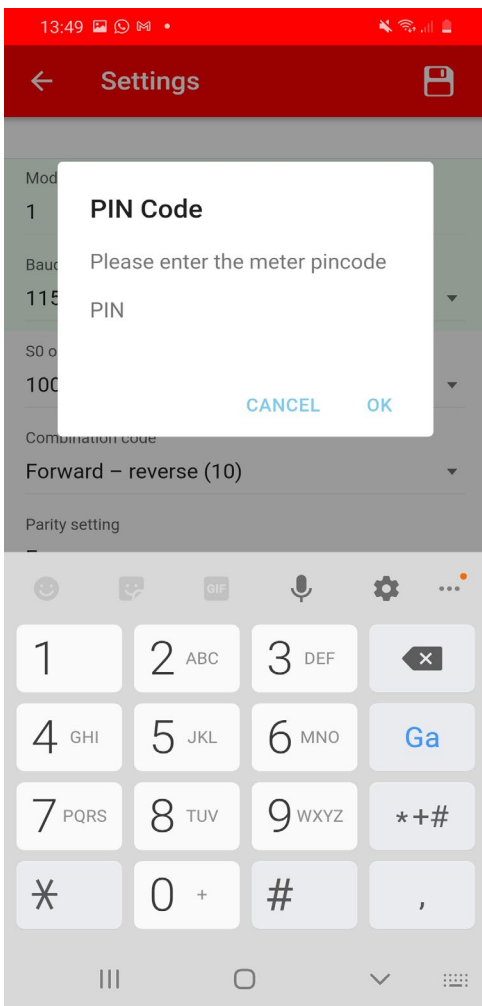 13:49
Settings
Mod
1
PIN Code
Please enter the meter pincode
PIN
Baud
115
S0 o
100
CANCEL OK
Combination code
Forward – reverse (10)
Parity setting
GIF
1
2 ABC
3 DEF
4 GHI
5 JKL
6 MNO
Ga
7 PQRS
8 TUV
9 WXYZ
*+#
*
0 +
#
,